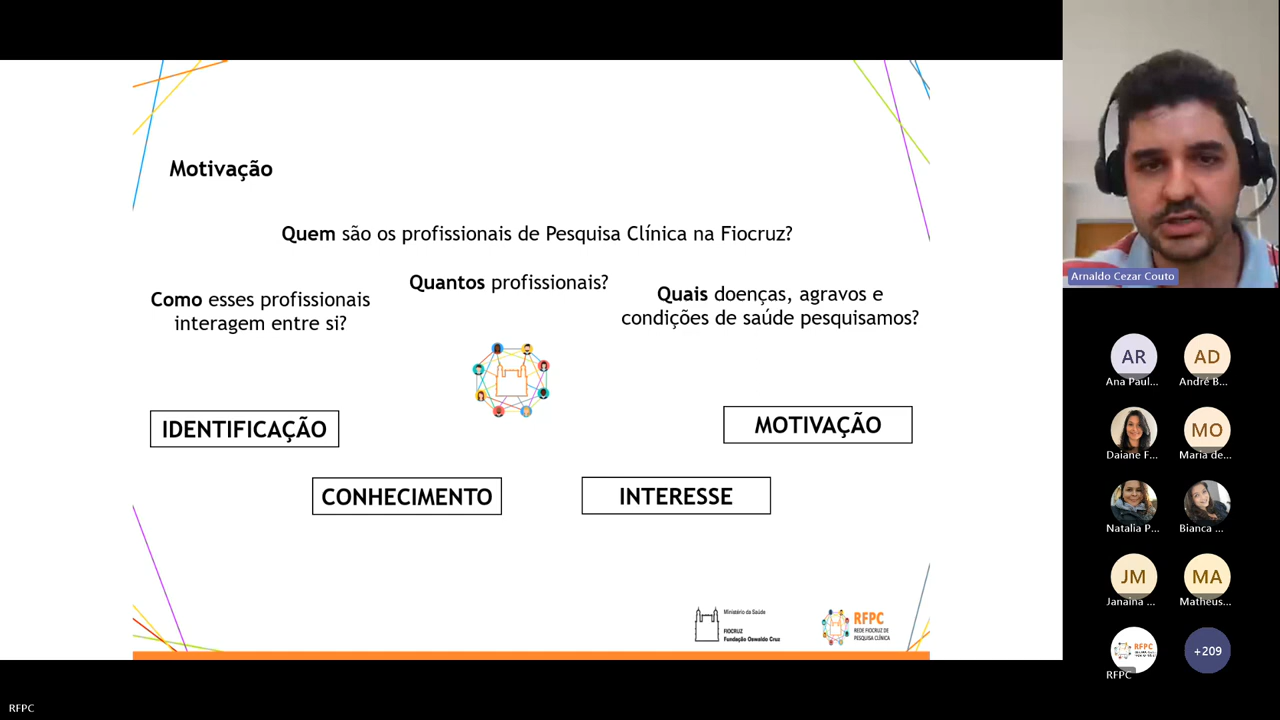 Motivação
Quem são os profissionais de Pesquisa Clínica na Fiocruz?
Quantos profissionais?
Como esses profissionais
interagem entre si?
Quais doenças, agravos e
condições de saúde pesquisamos?
IDENTIFICAÇÃO
MOTIVAÇÃO
CONHECIMENTO
INTERESSE
Ministério da Saúde
FIOCRUZ
Fundação Oswaldo Cruz
RFPC
REDE FIOCRUZ DE
PESQUISA CLÍNICA
Arnaldo Cezar Couto
AR
Ana Paul...
AD
André B...
Daiane F...
MO
Maria de...
Natalia P...
Bianca ...
JM
Janaina ...
MA
Matheus...
RFPC
RFPC
+209
RFPC